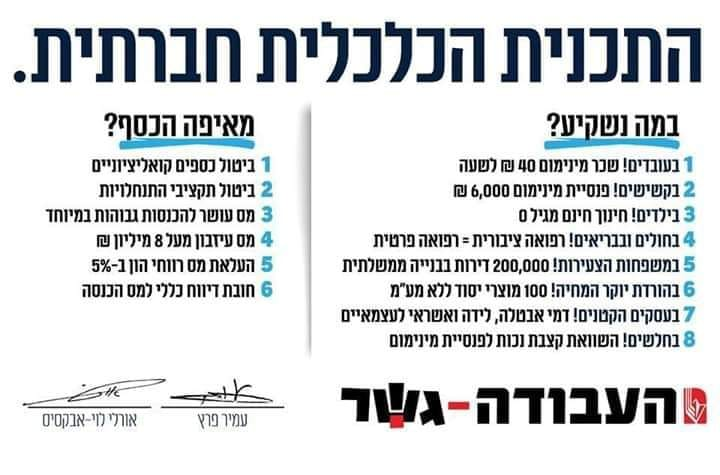 התכנית הכלכלית חברתית.
במה נשקיע?
1 בעובדים! שכר מינימום 40 ₪ לשעה
2 בקשישים! פנסיית מינימום 6,000 ₪
3 בילדים! חינוך חינם מגיל 0
4 בחולים ובבריאים! רפואה ציבורית = רפואה פרטית
5 במשפחות הצעירות! 200,000 דירות בבנייה ממשלתית
6 בהורדת יוקר המחיה! 100 מוצרי יסוד ללא מע"מ
7 בעסקים הקטנים! דמי אבטלה, לידה ואשראי לעצמאיים
8 בחלשים! השוואת קצבת נכות לפנסיית מינימום
מאיפה הכסף?
1 ביטול כספים קואליציוניים
2 ביטול תקציבי התנחלויות
3 מס עושר להכנסות גבוהות במיוחד
4 מס עיזבון מעל 8 מיליון ₪
5 העלאת מס רווחי הון ב-5%
6 חובת דיווח כללי למס הכנסה
העבודה-גשר
עמיר פרץ
אורלי לוי-אבקסיס